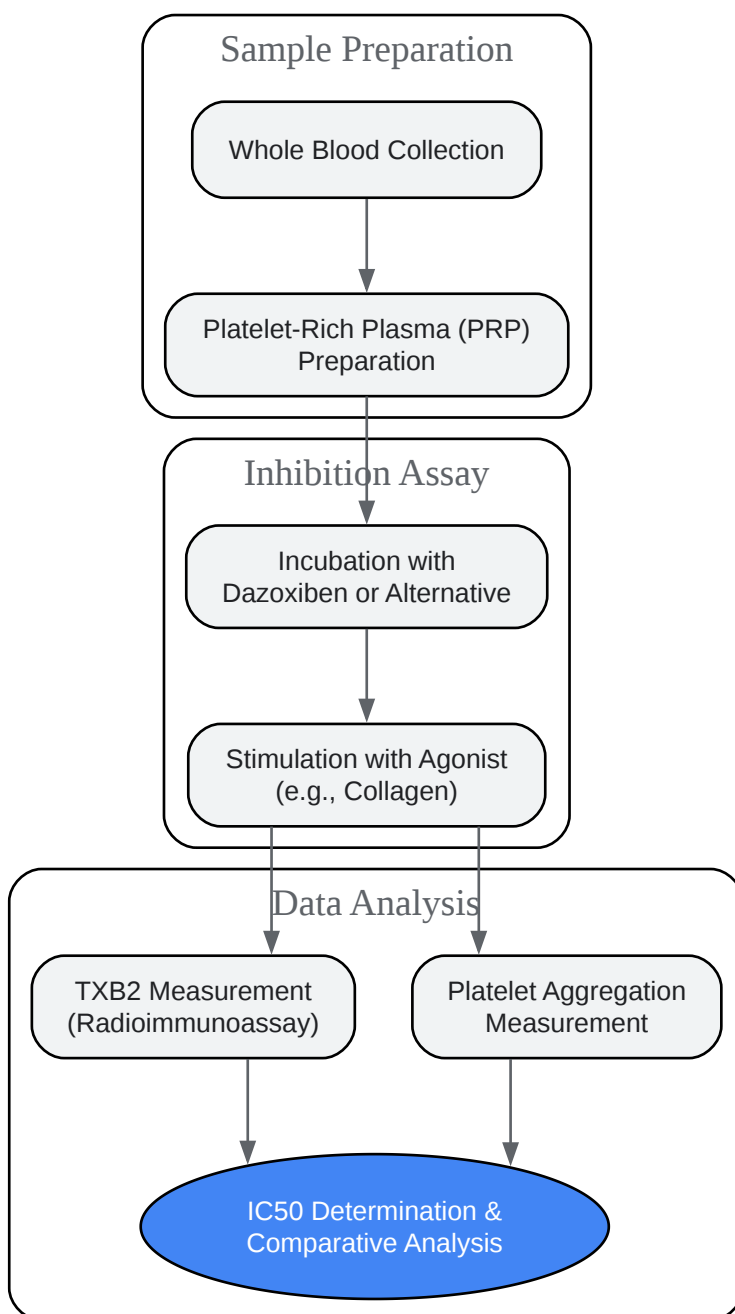 Sample Preparation
Whole Blood Collection
Platelet-Rich Plasma (PRP)
Preparation
Inhibition Assay
Incubation with
Dazoxiben or Alternative
Stimulation with Agonist
(e.g., Collagen)
Data Analysis
TXB2 Measurement
(Radioimmunoassay)
Platelet Aggregation
Measurement
IC50 Determination &
Comparative Analysis